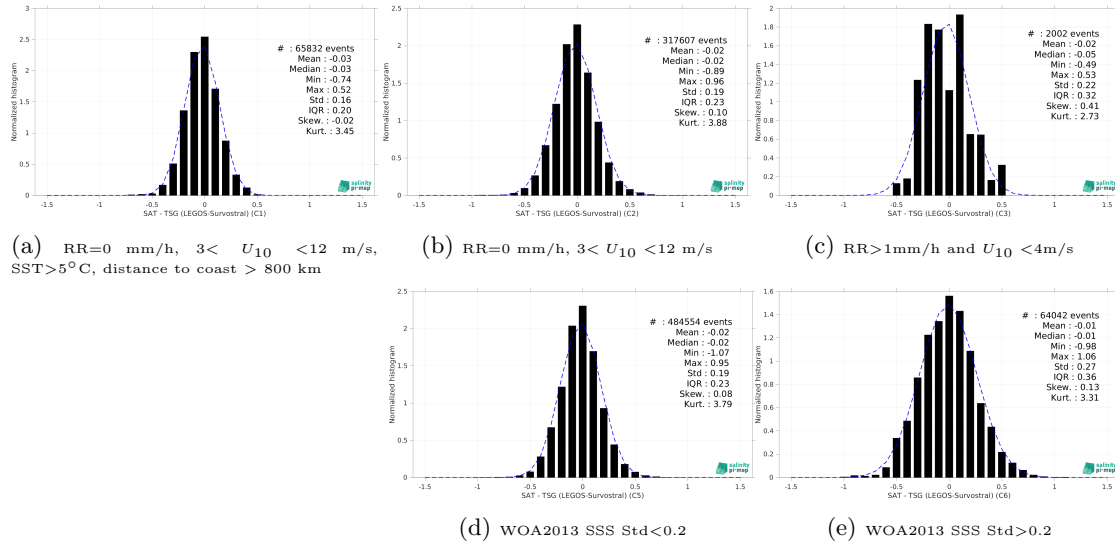 3
2.5
2
1.5
1
0.5
0
Normalized histogram
# : 65832 events
Mean : -0.03
Median : -0.03
Min : -0.74
Max : 0.52
Std : 0.16
IQR : 0.20
Skew. : -0.02
Kurt. : 3.45
salinity
pi-mep
-1.5 -1 -0.5 0 0.5 1 1.5
SAT - TSG (LEGOS-Survostral) (C1)
(a) RR=0 mm/h, 3< U10 <12 m/s,
SST>5°C, distance to coast > 800 km
2.5
2
1.5
1
0.5
0
Normalized histogram
# : 317607 events
Mean : -0.02
Median : -0.02
Min : -0.89
Max : 0.96
Std : 0.19
IQR : 0.23
Skew. : 0.10
Kurt. : 3.88
salinity
pi-mep
-1.5 -1 -0.5 0 0.5 1 1.5
SAT - TSG (LEGOS-Survostral) (C2)
(b) RR=0 mm/h, 3< U10 <12 m/s
2
1.8
1.6
1.4
1.2
1
0.8
0.6
0.4
0.2
0
Normalized histogram
# : 2002 events
Mean : -0.02
Median : -0.05
Min : -0.49
Max : 0.53
Std : 0.22
IQR : 0.32
Skew. : 0.41
Kurt. : 2.73
salinity
pi-mep
-1.5 -1 -0.5 0 0.5 1 1.5
SAT - TSG (LEGOS-Survostral) (C3)
(c) RR>1mm/h and U10 <4m/s
2.5
2
1.5
1
0.5
0
Normalized histogram
# : 484554 events
Mean : -0.02
Median : -0.02
Min : -1.07
Max : 0.95
Std : 0.19
IQR : 0.23
Skew. : 0.08
Kurt. : 3.79
salinity
pi-mep
-1.5 -1 -0.5 0 0.5 1 1.5
SAT - TSG (LEGOS-Survostral) (C5)
(d) WOA2013 SSS Std<0.2
1.6
1.4
1.2
1
0.8
0.6
0.4
0.2
0
Normalized histogram
# : 64042 events
Mean : -0.01
Median : -0.01
Min : -0.98
Max : 1.06
Std : 0.27
IQR : 0.36
Skew. : 0.13
Kurt. : 3.31
salinity
pi-mep
-1.5 -1 -0.5 0 0.5 1 1.5
SAT - TSG (LEGOS-Survostral) (C6)
(e) WOA2013 SSS Std>0.2